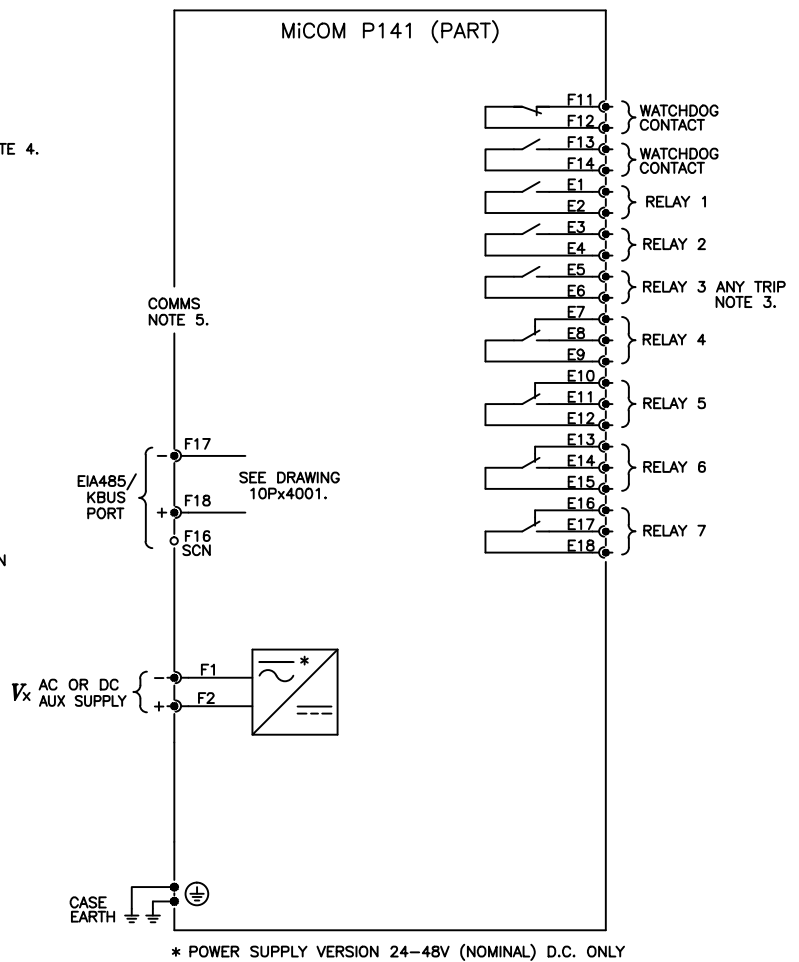 MiCOM P141 (PART)
TE 4.
F11
F12
WATCHDOG
CONTACT
F13
F14
WATCHDOG
CONTACT
E1
E2
RELAY 1
E3
E4
RELAY 2
E5
E6
RELAY 3 ANY TRIP
NOTE 3.
E7
E8
E9
RELAY 4
E10
E11
E12
RELAY 5
E13
E14
E15
RELAY 6
E16
E17
E18
RELAY 7
COMMS
NOTE 5.
EIA485/
KBUS
PORT
–
F17
+
F18
F16
SCN
SEE DRAWING
10Px4001.
N
Vx AC OR DC
AUX SUPPLY
–
F1
+
F2
*
CASE
EARTH
* POWER SUPPLY VERSION 24–48V (NOMINAL) D.C. ONLY